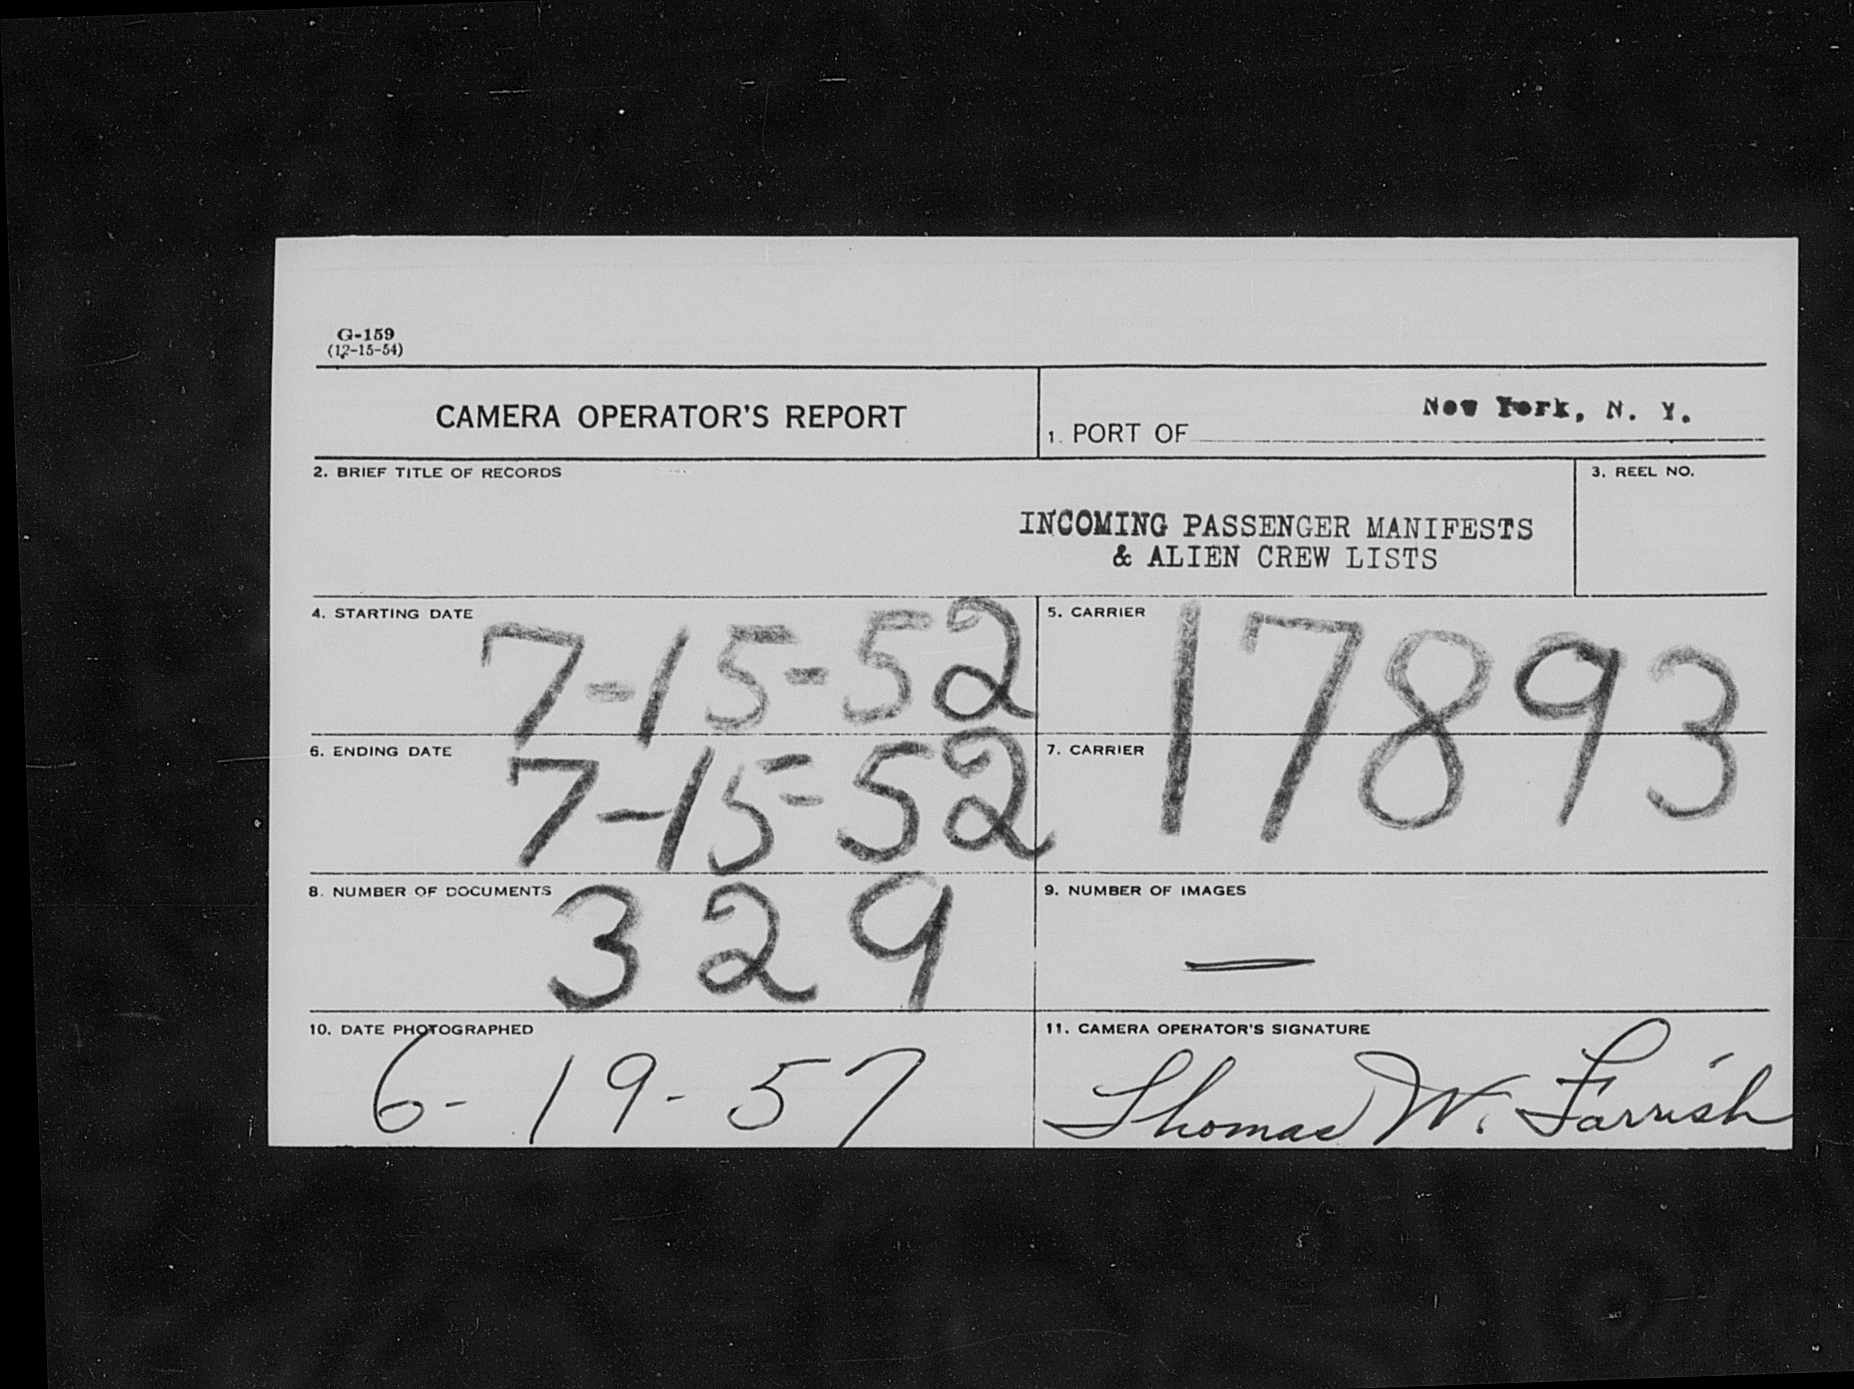 G-159
(12-15-54)
CAMERA OPERATOR'S REPORT
1. PORT OF New York, N. Y.
2. BRIEF TITLE OF RECORDS
INCOMING PASSENGER MANIFESTS
& ALIEN CREW LISTS
3. REEL NO.
4. STARTING DATE 7-15-52
5. CARRIER
17893
6. ENDING DATE 7-15-52
7. CARRIER
8. NUMBER OF DOCUMENTS 329
9. NUMBER OF IMAGES
—
10. DATE PHOTOGRAPHED
6-19-57
11. CAMERA OPERATOR'S SIGNATURE
Thomas W. Farrish